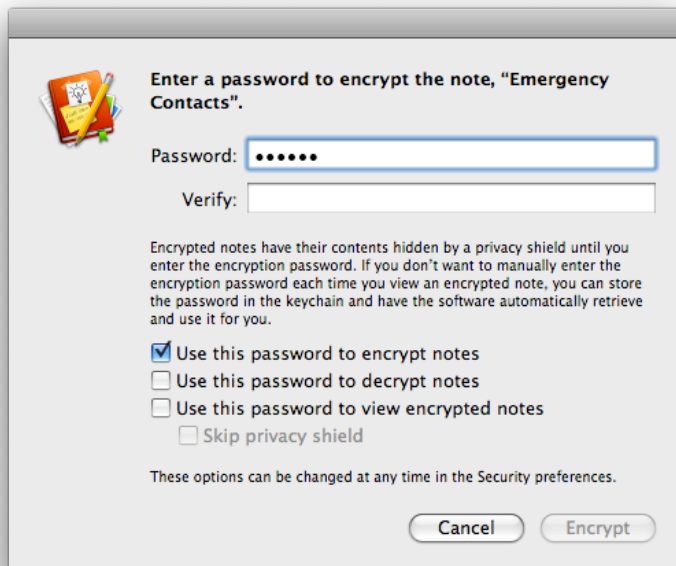 Enter a password to encrypt the note, “Emergency
Contacts”.
Password: ••••••
Verify:
Encrypted notes have their contents hidden by a privacy shield until you
enter the encryption password. If you don’t want to manually enter the
encryption password each time you view an encrypted note, you can store
the password in the keychain and have the software automatically retrieve
and use it for you.
Use this password to encrypt notes
Use this password to decrypt notes
Use this password to view encrypted notes
Skip privacy shield
These options can be changed at any time in the Security preferences.
Cancel Encrypt